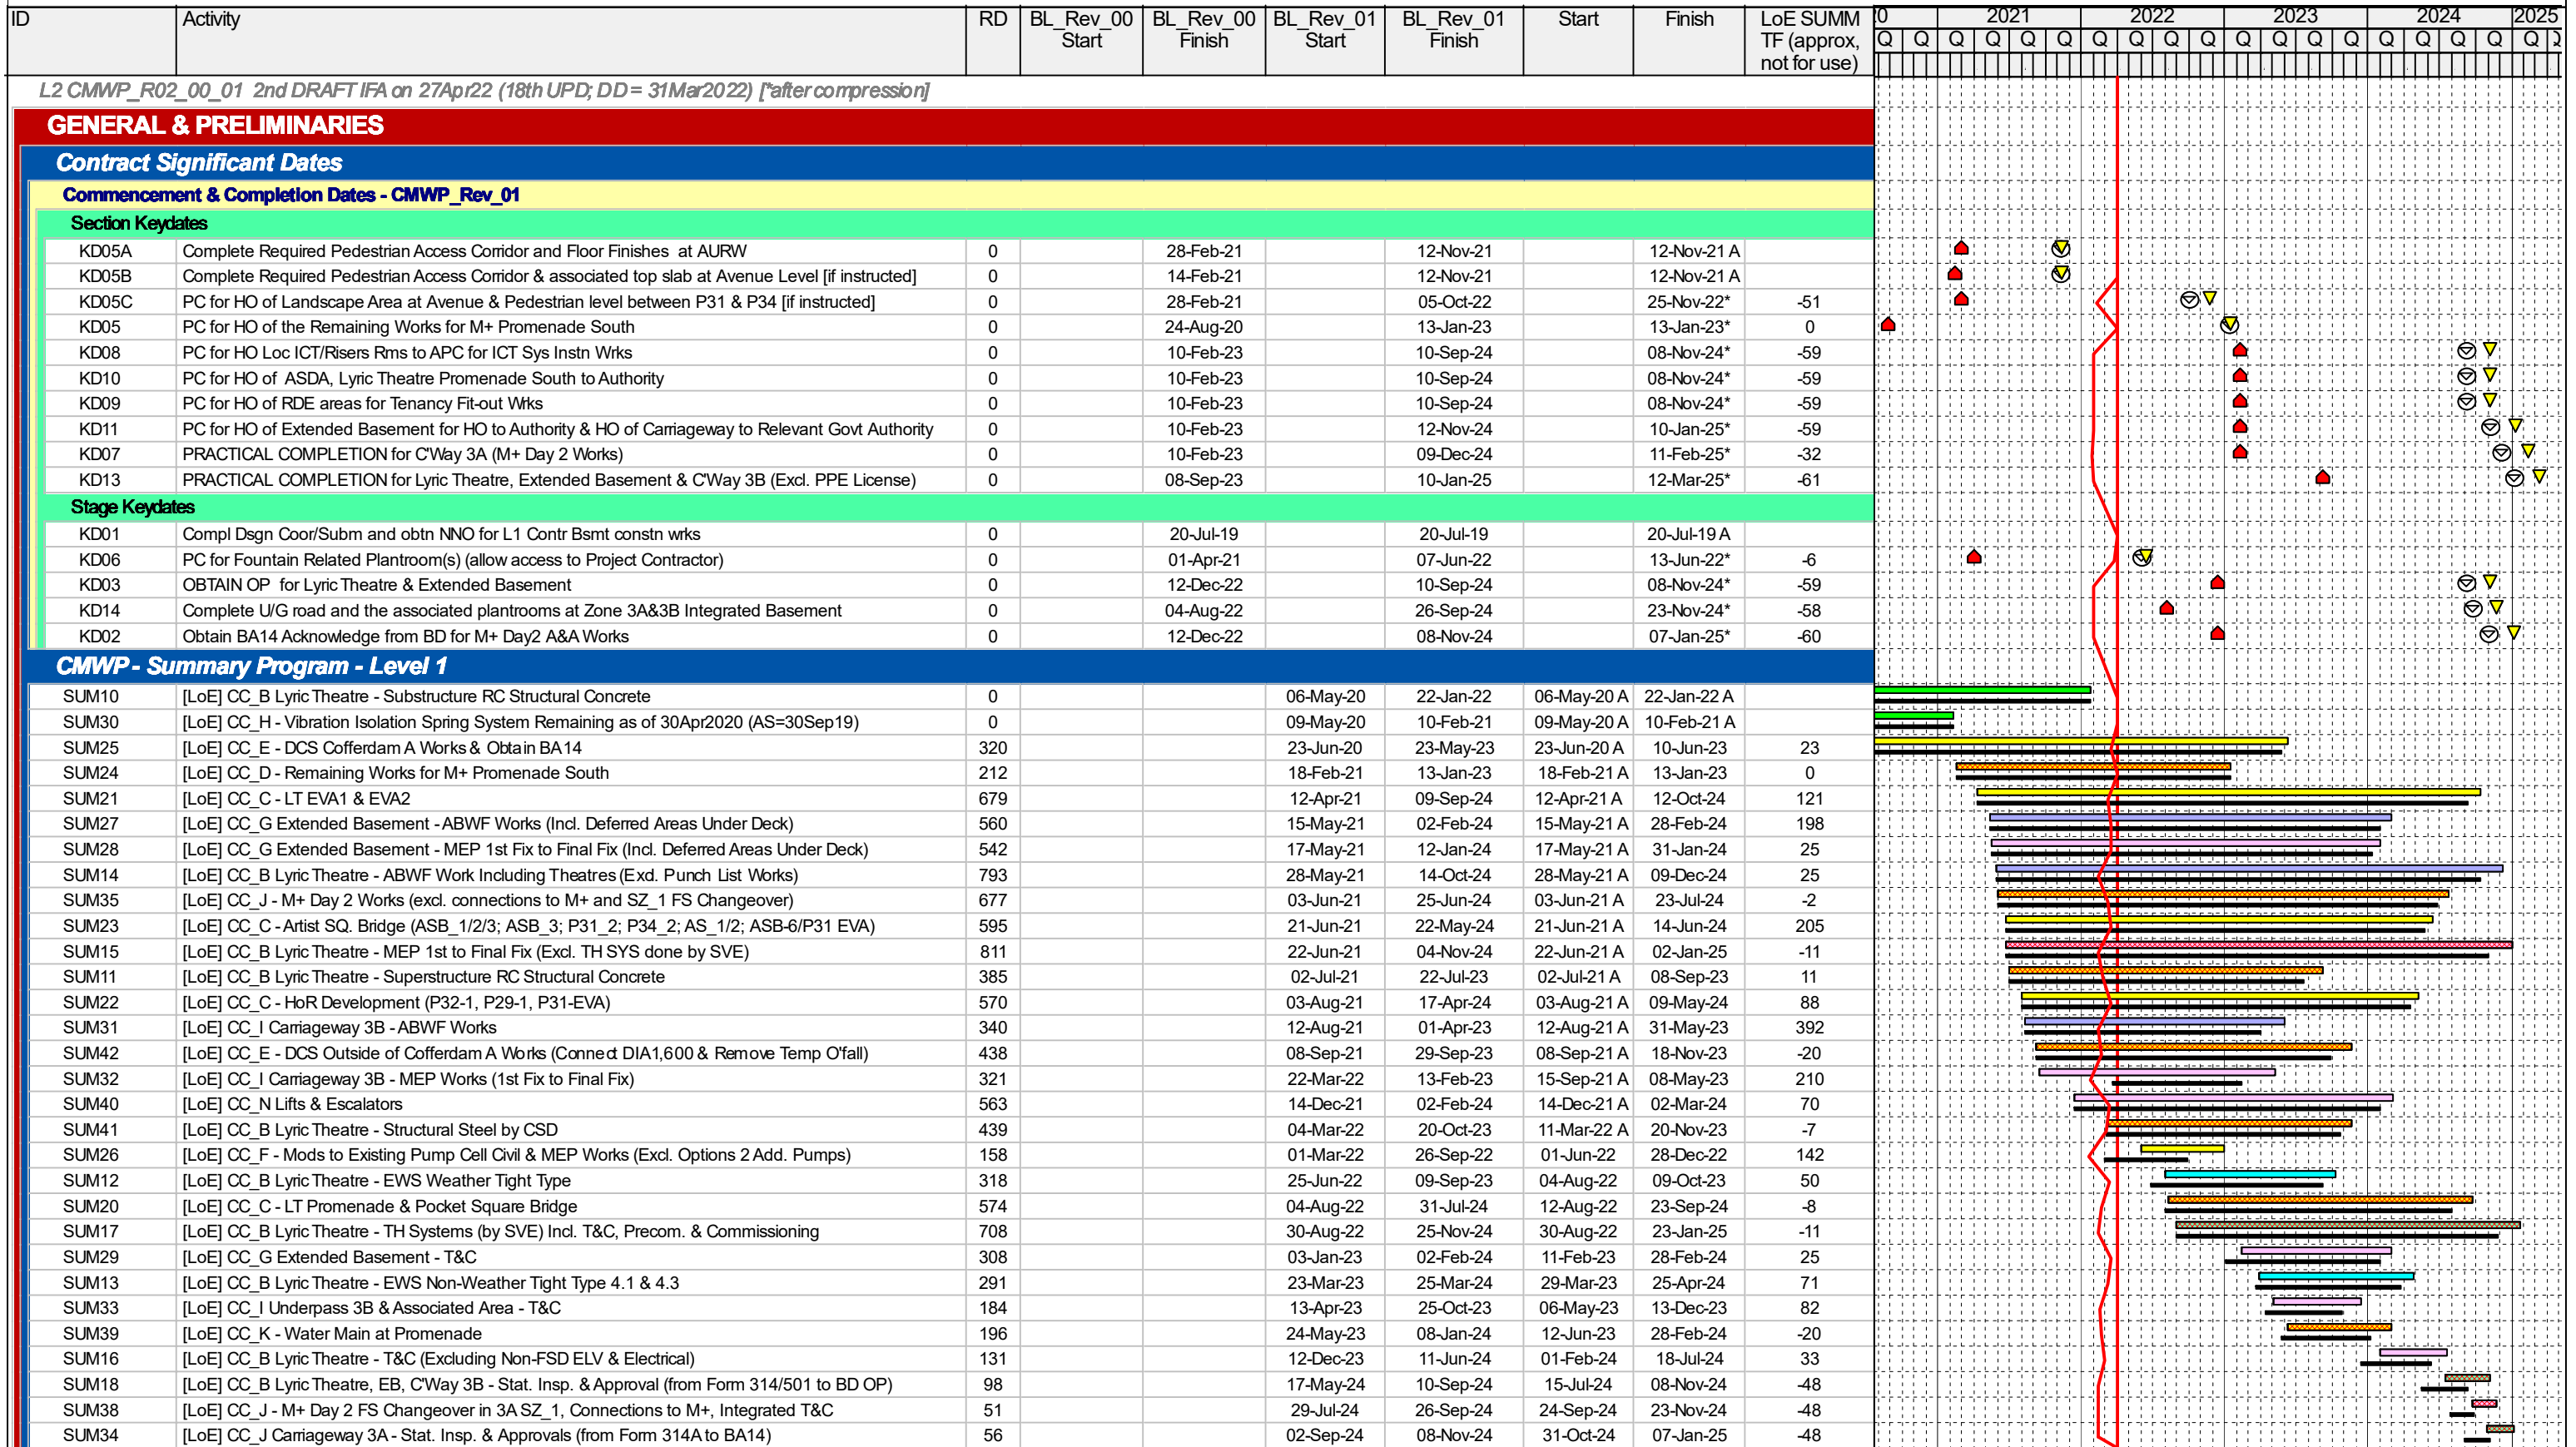 ID Activity RD BL_Rev_00 Start BL_Rev_00 Finish BL_Rev_01 Start BL_Rev_01 Finish Start Finish LoE SUMM TF (approx, not for use) 20 2021 2022 2023 2024 2025
Q Q Q Q Q Q Q Q Q Q Q Q Q Q Q Q Q Q Q
L2 CMWP_R02_00_01 2nd DRAFT IFA on 27Apr22 (18th UPD; DD = 31Mar2022) [*after compression]
GENERAL & PRELIMINARIES
Contract Significant Dates
Commencement & Completion Dates - CMWP_Rev_01
Section Keydates
KD05A Complete Required Pedestrian Access Corridor and Floor Finishes at AURW 0 28-Feb-21 12-Nov-21 12-Nov-21 A
KD05B Complete Required Pedestrian Access Corridor & associated top slab at Avenue Level [if instructed] 0 14-Feb-21 12-Nov-21 12-Nov-21 A
KD05C PC for HO of Landscape Area at Avenue & Pedestrian level between P31 & P34 [if instructed] 0 28-Feb-21 05-Oct-22 25-Nov-22* -51
KD05 PC for HO of the Remaining Works for M+ Promenade South 0 24-Aug-20 13-Jan-23 13-Jan-23* 0
KD08 PC for HO Loc ICT/Risers Rms to APC for ICT Sys Instn Wrks 0 10-Feb-23 10-Sep-24 08-Nov-24* -59
KD10 PC for HO of ASDA, Lyric Theatre Promenade South to Authority 0 10-Feb-23 10-Sep-24 08-Nov-24* -59
KD09 PC for HO of RDE areas for Tenancy Fit-out Wrks 0 10-Feb-23 10-Sep-24 08-Nov-24* -59
KD11 PC for HO of Extended Basement for HO to Authority & HO of Carriageway to Relevant Govt Authority 0 10-Feb-23 12-Nov-24 10-Jan-25* -59
KD07 PRACTICAL COMPLETION for C'Way 3A (M+ Day 2 Works) 0 10-Feb-23 09-Dec-24 11-Feb-25* -32
KD13 PRACTICAL COMPLETION for Lyric Theatre, Extended Basement & C'Way 3B (Excl. PPE License) 0 08-Sep-23 10-Jan-25 12-Mar-25* -61
Stage Keydates
KD01 Compl Dsgn Coor/Subm and obtn NNO for L1 Contr Bsmt constn wrks 0 20-Jul-19 20-Jul-19 20-Jul-19 A
KD06 PC for Fountain Related Plantroom(s) (allow access to Project Contractor) 0 01-Apr-21 07-Jun-22 13-Jun-22* -6
KD03 OBTAIN OP for Lyric Theatre & Extended Basement 0 12-Dec-22 10-Sep-24 08-Nov-24* -59
KD14 Complete U/G road and the associated plantrooms at Zone 3A&3B Integrated Basement 0 04-Aug-22 26-Sep-24 23-Nov-24* -58
KD02 Obtain BA14 Acknowledge from BD for M+ Day2 A&A Works 0 12-Dec-22 08-Nov-24 07-Jan-25* -60
CMWP - Summary Program - Level 1
SUM10 [LoE] CC_B Lyric Theatre - Substructure RC Structural Concrete 0 06-May-20 22-Jan-22 06-May-20 A 22-Jan-22 A
SUM30 [LoE] CC_H - Vibration Isolation Spring System Remaining as of 30Apr2020 (AS=30Sep19) 0 09-May-20 10-Feb-21 09-May-20 A 10-Feb-21 A
SUM25 [LoE] CC_E - DCS Cofferdam A Works & Obtain BA14 320 23-Jun-20 23-May-23 23-Jun-20 A 10-Jun-23 23
SUM24 [LoE] CC_D - Remaining Works for M+ Promenade South 212 18-Feb-21 13-Jan-23 18-Feb-21 A 13-Jan-23 0
SUM21 [LoE] CC_C - LT EVA1 & EVA2 679 12-Apr-21 09-Sep-24 12-Apr-21 A 12-Oct-24 121
SUM27 [LoE] CC_G Extended Basement - ABWF Works (Incl. Deferred Areas Under Deck) 560 15-May-21 02-Feb-24 15-May-21 A 28-Feb-24 198
SUM28 [LoE] CC_G Extended Basement - MEP 1st Fix to Final Fix (Incl. Deferred Areas Under Deck) 542 17-May-21 12-Jan-24 17-May-21 A 31-Jan-24 25
SUM14 [LoE] CC_B Lyric Theatre - ABWF Work Including Theatres (Exd. Punch List Works) 793 28-May-21 14-Oct-24 28-May-21 A 09-Dec-24 25
SUM35 [LoE] CC_J - M+ Day 2 Works (excl. connections to M+ and SZ_1 FS Changeover) 677 03-Jun-21 25-Jun-24 03-Jun-21 A 23-Jul-24 -2
SUM23 [LoE] CC_C - Artist SQ. Bridge (ASB_1/2/3; ASB_3; P31_2; P34_2; AS_1/2; ASB-6/P31 EVA) 595 21-Jun-21 22-May-24 21-Jun-21 A 14-Jun-24 205
SUM15 [LoE] CC_B Lyric Theatre - MEP 1st to Final Fix (Excl. TH SYS done by SVE) 811 22-Jun-21 04-Nov-24 22-Jun-21 A 02-Jan-25 -11
SUM11 [LoE] CC_B Lyric Theatre - Superstructure RC Structural Concrete 385 02-Jul-21 22-Jul-23 02-Jul-21 A 08-Sep-23 11
SUM22 [LoE] CC_C - HoR Development (P32-1, P29-1, P31-EVA) 570 03-Aug-21 17-Apr-24 03-Aug-21 A 09-May-24 88
SUM31 [LoE] CC_I Carriageway 3B - ABWF Works 340 12-Aug-21 01-Apr-23 12-Aug-21 A 31-May-23 392
SUM42 [LoE] CC_E - DCS Outside of Cofferdam A Works (Connect DIA1,600 & Remove Temp O'fall) 438 08-Sep-21 29-Sep-23 08-Sep-21 A 18-Nov-23 -20
SUM32 [LoE] CC_I Carriageway 3B - MEP Works (1st Fix to Final Fix) 321 22-Mar-22 13-Feb-23 15-Sep-21 A 08-May-23 210
SUM40 [LoE] CC_N Lifts & Escalators 563 14-Dec-21 02-Feb-24 14-Dec-21 A 02-Mar-24 70
SUM41 [LoE] CC_B Lyric Theatre - Structural Steel by CSD 439 04-Mar-22 20-Oct-23 11-Mar-22 A 20-Nov-23 -7
SUM26 [LoE] CC_F - Mods to Existing Pump Cell Civil & MEP Works (Excl. Options 2 Add. Pumps) 158 01-Mar-22 26-Sep-22 01-Jun-22 28-Dec-22 142
SUM12 [LoE] CC_B Lyric Theatre - EWS Weather Tight Type 318 25-Jun-22 09-Sep-23 04-Aug-22 09-Oct-23 50
SUM20 [LoE] CC_C - LT Promenade & Pocket Square Bridge 574 04-Aug-22 31-Jul-24 12-Aug-22 23-Sep-24 -8
SUM17 [LoE] CC_B Lyric Theatre - TH Systems (by SVE) Incl. T&C, Precom. & Commissioning 708 30-Aug-22 25-Nov-24 30-Aug-22 23-Jan-25 -11
SUM29 [LoE] CC_G Extended Basement - T&C 308 03-Jan-23 02-Feb-24 11-Feb-23 28-Feb-24 25
SUM13 [LoE] CC_B Lyric Theatre - EWS Non-Weather Tight Type 4.1 & 4.3 291 23-Mar-23 25-Mar-24 29-Mar-23 25-Apr-24 71
SUM33 [LoE] CC_I Underpass 3B & Associated Area - T&C 184 13-Apr-23 25-Oct-23 06-May-23 13-Dec-23 82
SUM39 [LoE] CC_K - Water Main at Promenade 196 24-May-23 08-Jan-24 12-Jun-23 28-Feb-24 -20
SUM16 [LoE] CC_B Lyric Theatre - T&C (Excluding Non-FSD ELV & Electrical) 131 12-Dec-23 11-Jun-24 01-Feb-24 18-Jul-24 33
SUM18 [LoE] CC_B Lyric Theatre, EB, C'Way 3B - Stat. Insp. & Approval (from Form 314/501 to BD OP) 98 17-May-24 10-Sep-24 15-Jul-24 08-Nov-24 -48
SUM38 [LoE] CC_J - M+ Day 2 FS Changeover in 3A SZ_1, Connections to M+, Integrated T&C 51 29-Jul-24 26-Sep-24 24-Sep-24 23-Nov-24 -48
SUM34 [LoE] CC_J Carriageway 3A - Stat. Insp. & Approvals (from Form 314A to BA14) 56 02-Sep-24 08-Nov-24 31-Oct-24 07-Jan-25 -48